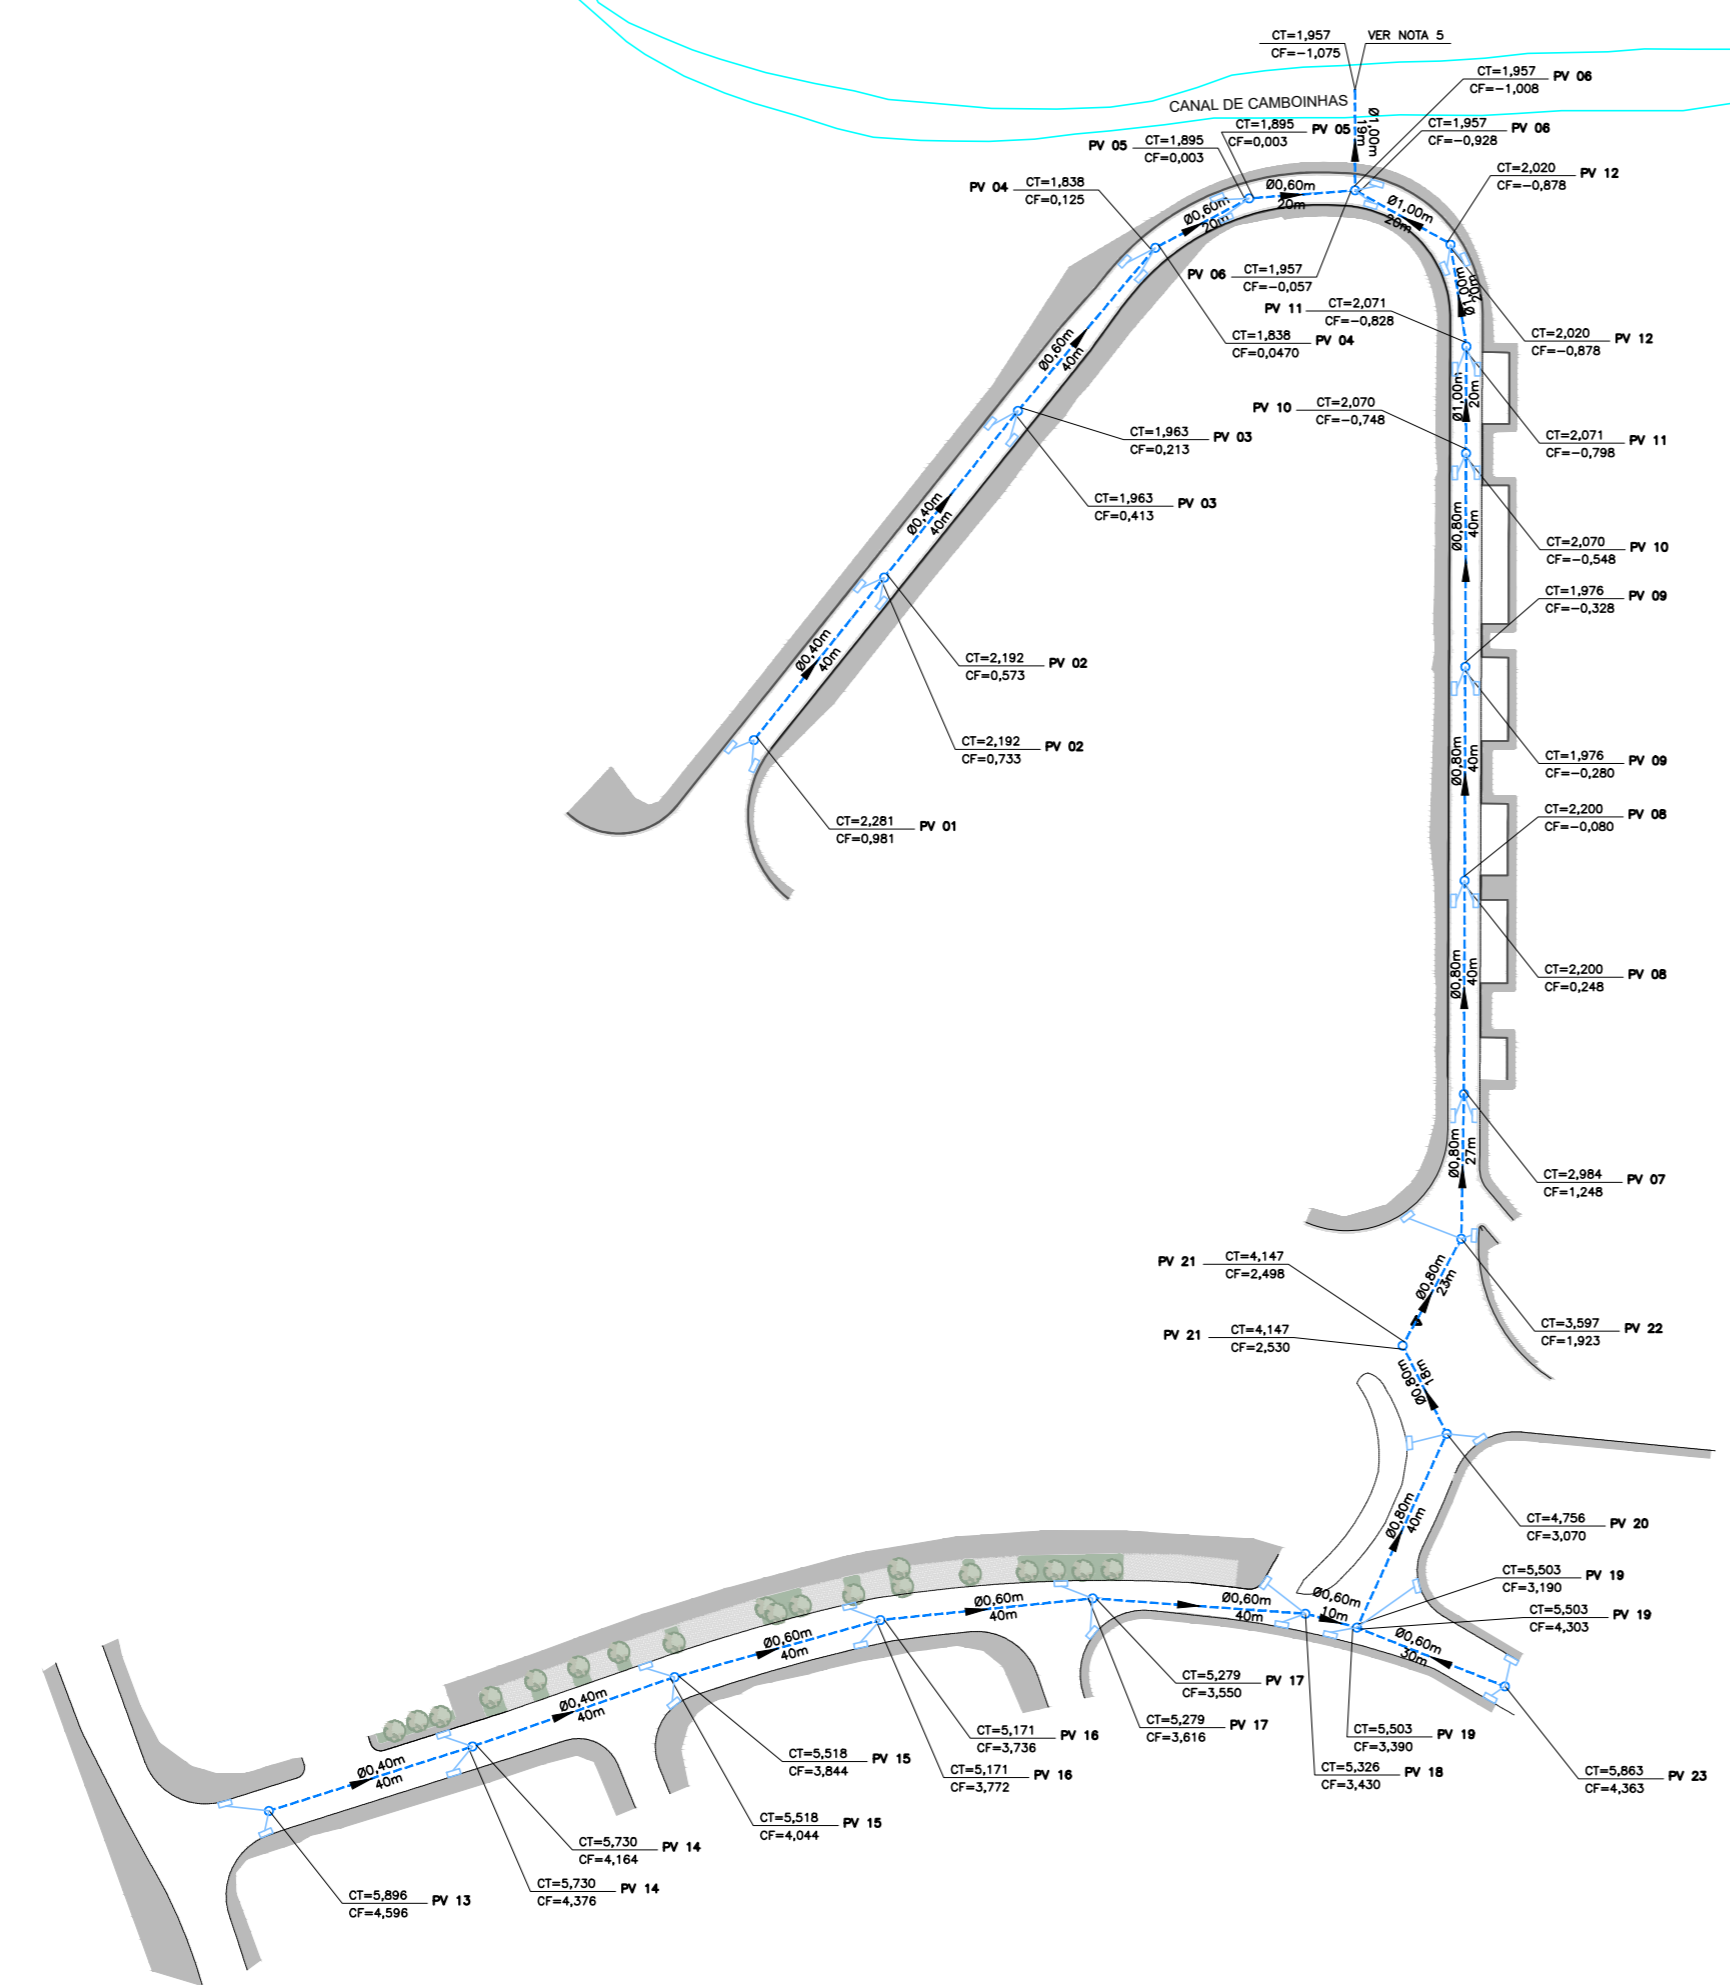 CT=1,957
CF=-1,075
VER NOTA 5
CT=1,957
CF=-1,008
PV 06
CANAL DE CAMBOINHAS
Ø1,00m
19m
CT=1,895
CF=0,003
PV 05
CT=1,957
CF=-0,928
PV 06
PV 05
CT=1,895
CF=0,003
CT=2,020
CF=-0,878
PV 12
PV 04
CT=1,838
CF=0,125
Ø0,60m
20m
Ø0,60m
20m
Ø1,00m
20m
PV 06
CT=1,957
CF=-0,057
Ø1,00m
20m
PV 11
CT=2,071
CF=-0,828
CT=1,838
CF=0,0470
PV 04
CT=2,020
CF=-0,878
PV 12
Ø0,60m
40m
Ø1,00m
20m
PV 10
CT=2,070
CF=-0,748
CT=1,963
CF=0,213
PV 03
CT=2,071
CF=-0,798
PV 11
CT=1,963
CF=0,413
PV 03
Ø0,40m
40m
Ø0,80m
40m
CT=2,070
CF=-0,548
PV 10
CT=1,976
CF=-0,328
PV 09
Ø0,40m
40m
CT=2,192
CF=0,573
PV 02
CT=2,192
CF=0,733
PV 02
Ø0,80m
40m
CT=1,976
CF=-0,280
PV 09
CT=2,281
CF=0,981
PV 01
CT=2,200
CF=-0,080
PV 08
Ø0,80m
40m
CT=2,200
CF=0,248
PV 08
Ø0,80m
27m
CT=2,984
CF=1,248
PV 07
PV 21
CT=4,147
CF=2,498
Ø0,80m
23m
PV 21
CT=4,147
CF=2,530
CT=3,597
CF=1,923
PV 22
Ø0,80m
18m
Ø0,80m
40m
CT=4,756
CF=3,070
PV 20
CT=5,503
CF=3,190
PV 19
CT=5,503
CF=4,303
PV 19
Ø0,60m
40m
Ø0,60m
40m
Ø0,60m
10m
Ø0,60m
30m
Ø0,60m
40m
CT=5,279
CF=3,550
PV 17
CT=5,279
CF=3,616
PV 17
CT=5,503
CF=3,390
PV 19
Ø0,40m
40m
CT=5,171
CF=3,736
PV 16
CT=5,518
CF=3,844
PV 15
CT=5,171
CF=3,772
PV 16
CT=5,326
CF=3,430
PV 18
CT=5,863
CF=4,363
PV 23
Ø0,40m
40m
CT=5,518
CF=4,044
PV 15
CT=5,730
CF=4,164
PV 14
CT=5,730
CF=4,376
PV 14
CT=5,896
CF=4,596
PV 13